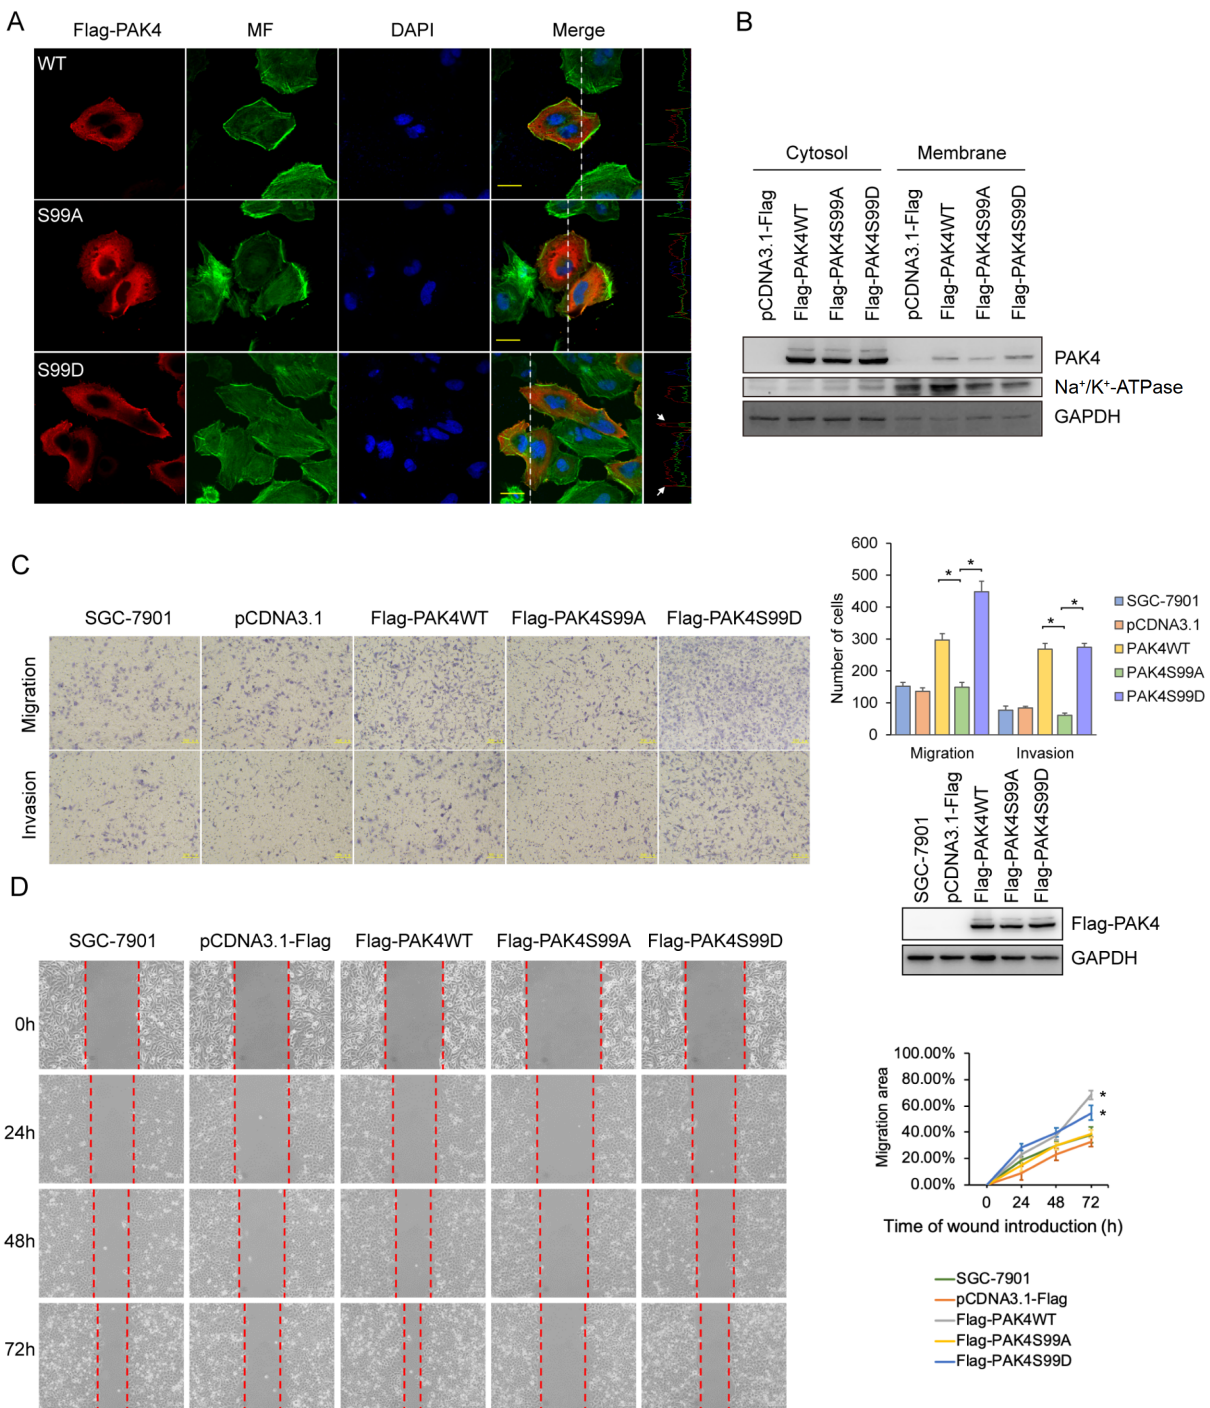 A
Flag-PAK4 MF DAPI Merge
WT
S99A
S99D
B
Cytosol Membrane
pCDNA3.1-Flag
Flag-PAK4WT
Flag-PAK4S99A
Flag-PAK4S99D
pCDNA3.1-Flag
Flag-PAK4WT
Flag-PAK4S99A
Flag-PAK4S99D
PAK4
Na⁺/K⁺-ATPase
GAPDH
C
SGC-7901 pCDNA3.1 Flag-PAK4WT Flag-PAK4S99A Flag-PAK4S99D
Migration
Invasion
Number of cells
600
500
400
300
200
100
0
* *
* *
Migration Invasion
SGC-7901
pCDNA3.1
PAK4WT
PAK4S99A
PAK4S99D
SGC-7901
pCDNA3.1-Flag
Flag-PAK4WT
Flag-PAK4S99A
Flag-PAK4S99D
Flag-PAK4
GAPDH
D
SGC-7901 pCDNA3.1-Flag Flag-PAK4WT Flag-PAK4S99A Flag-PAK4S99D
0h
24h
48h
72h
Migration area
100.00%
80.00%
60.00%
40.00%
20.00%
0.00%
*
*
0 24 48 72
Time of wound introduction (h)
SGC-7901
pCDNA3.1-Flag
Flag-PAK4WT
Flag-PAK4S99A
Flag-PAK4S99D